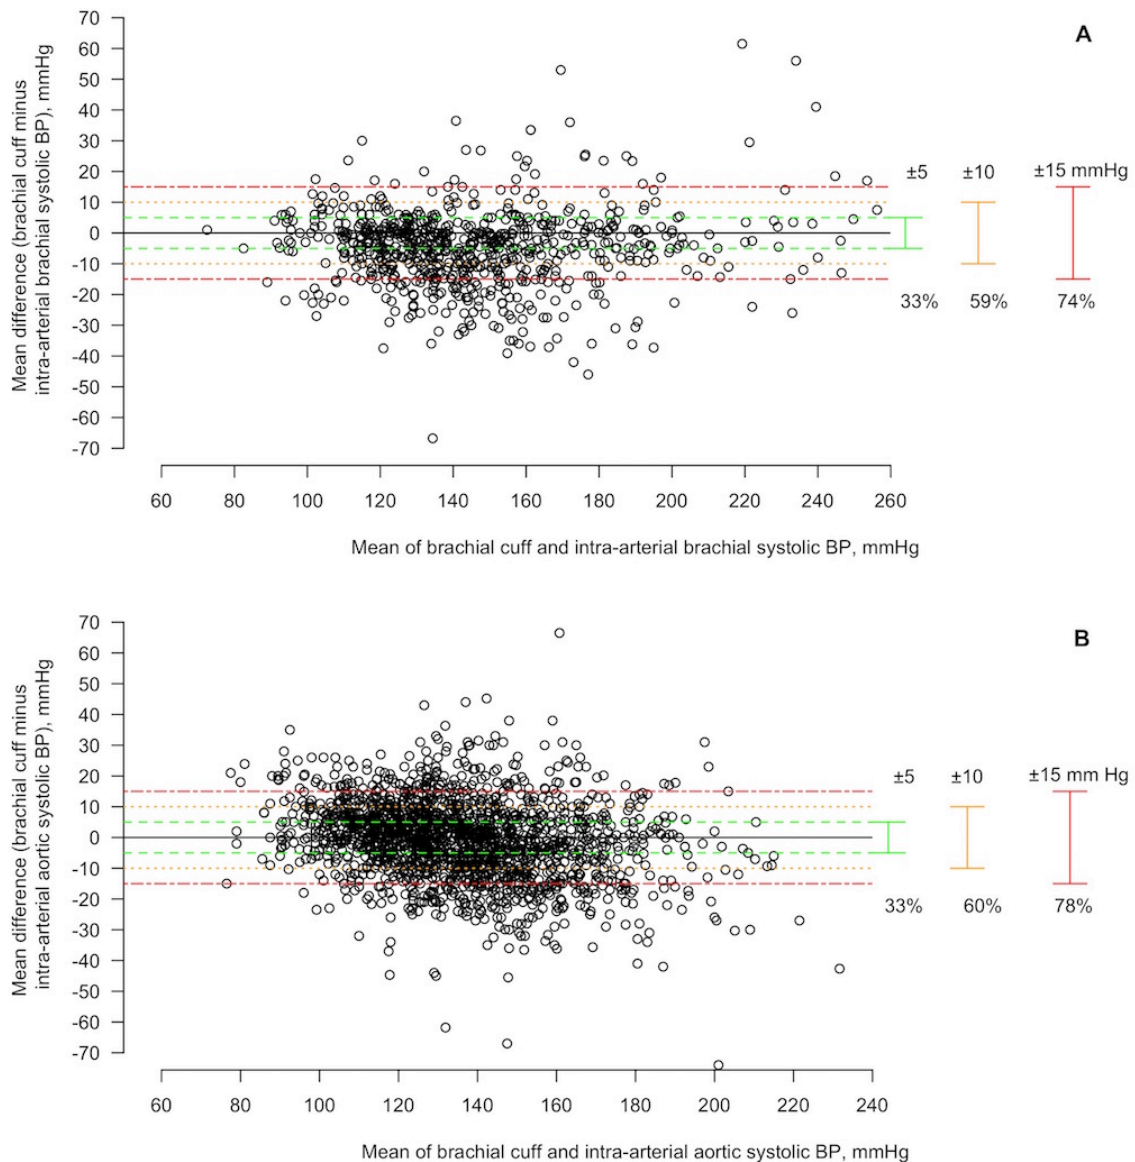 A
70
60
50
40
30
20
10
0
-10
-20
-30
-40
-50
-60
-70
Mean difference (brachial cuff minus
intra-arterial brachial systolic BP), mmHg
±5 ±10 ±15 mmHg
33% 59% 74%
60 80 100 120 140 160 180 200 220 240 260
Mean of brachial cuff and intra-arterial brachial systolic BP, mmHg
B
70
60
50
40
30
20
10
0
-10
-20
-30
-40
-50
-60
-70
Mean difference (brachial cuff minus
intra-arterial aortic systolic BP), mmHg
±5 ±10 ±15 mm Hg
33% 60% 78%
60 80 100 120 140 160 180 200 220 240
Mean of brachial cuff and intra-arterial aortic systolic BP, mmHg